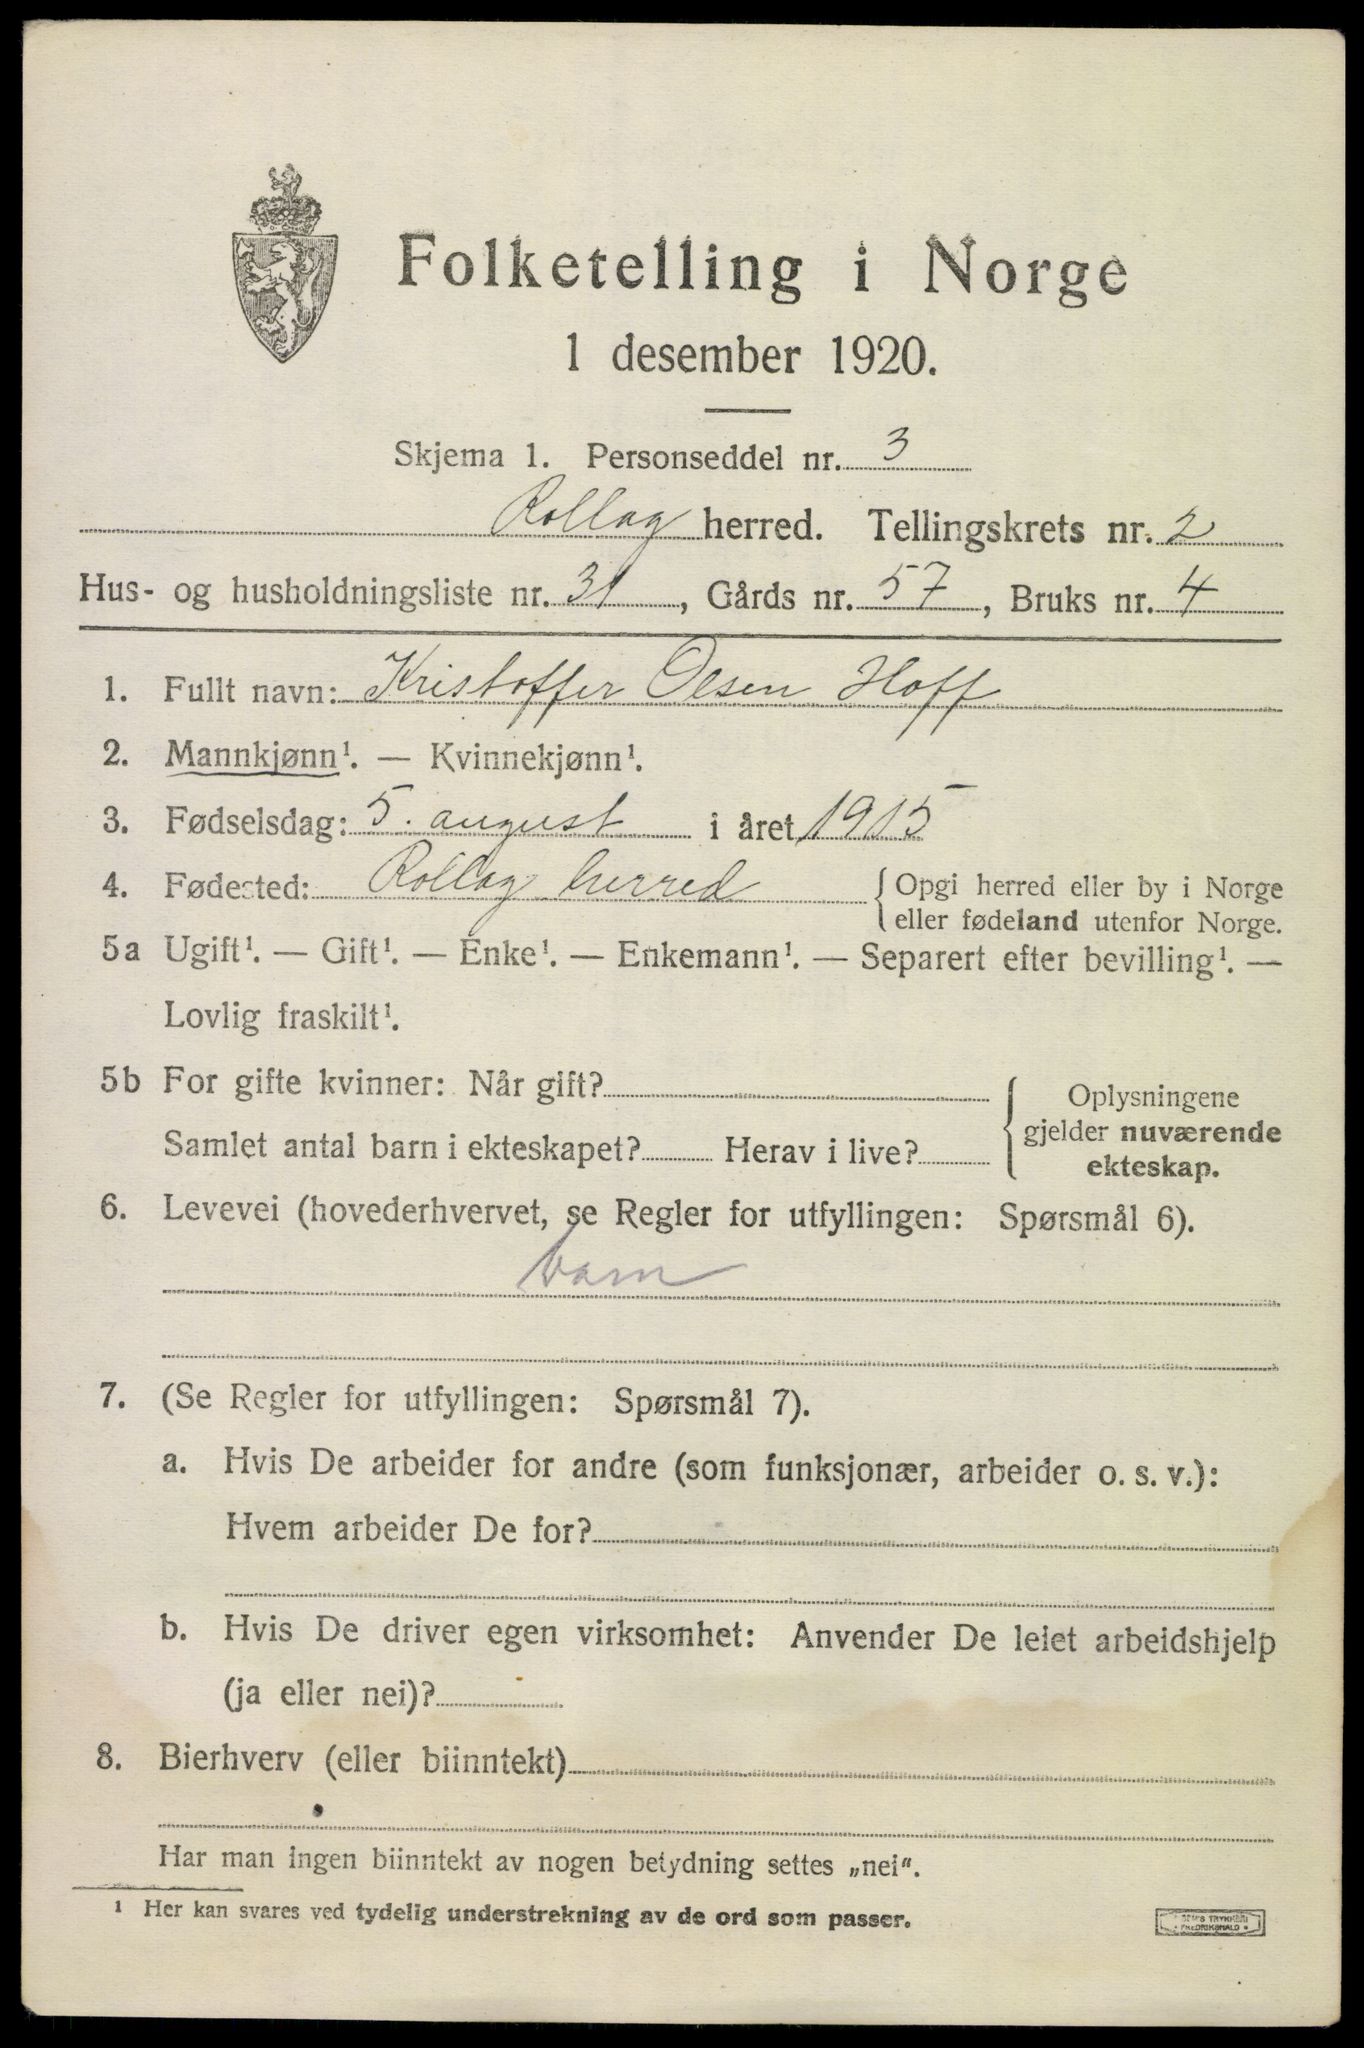 Folketelling i Norge
1 desember 1920.
Skjema 1. Personseddel nr. 3
Rollag herred. Tellingskrets nr. 2
Hus- og husholdningsliste nr. 31, Gårds nr. 57, Bruks nr. 4
1. Fullt navn: Kristoffer Olsen Hoff
2. Mannkjønn¹. — Kvinnekjønn¹.
3. Fødselsdag: 5. august i året 1915
4. Fødested: Rollag herred { Opgi herred eller by i Norge
eller fødeland utenfor Norge.
5a Ugift¹. — Gift¹. — Enke¹. — Enkemann¹. — Separert efter bevilling¹. —
Lovlig fraskilt¹.
5b For gifte kvinner: Når gift?
Samlet antal barn i ekteskapet? Herav i live?
{ Oplysningene
gjelder nuværende
ekteskap.
6. Levevei (hovederhvervet, se Regler for utfyllingen: Spørsmål 6).
barn
7. (Se Regler for utfyllingen: Spørsmål 7).
a. Hvis De arbeider for andre (som funksjonær, arbeider o. s. v.):
Hvem arbeider De for?
b. Hvis De driver egen virksomhet: Anvender De leiet arbeidshjelp
(ja eller nei)?
8. Bierhverv (eller biinntekt)
Har man ingen biinntekt av nogen betydning settes „nei“.
¹ Her kan svares ved tydelig understrekning av de ord som passer.
TRYKKERI
FREDRIKSHALD